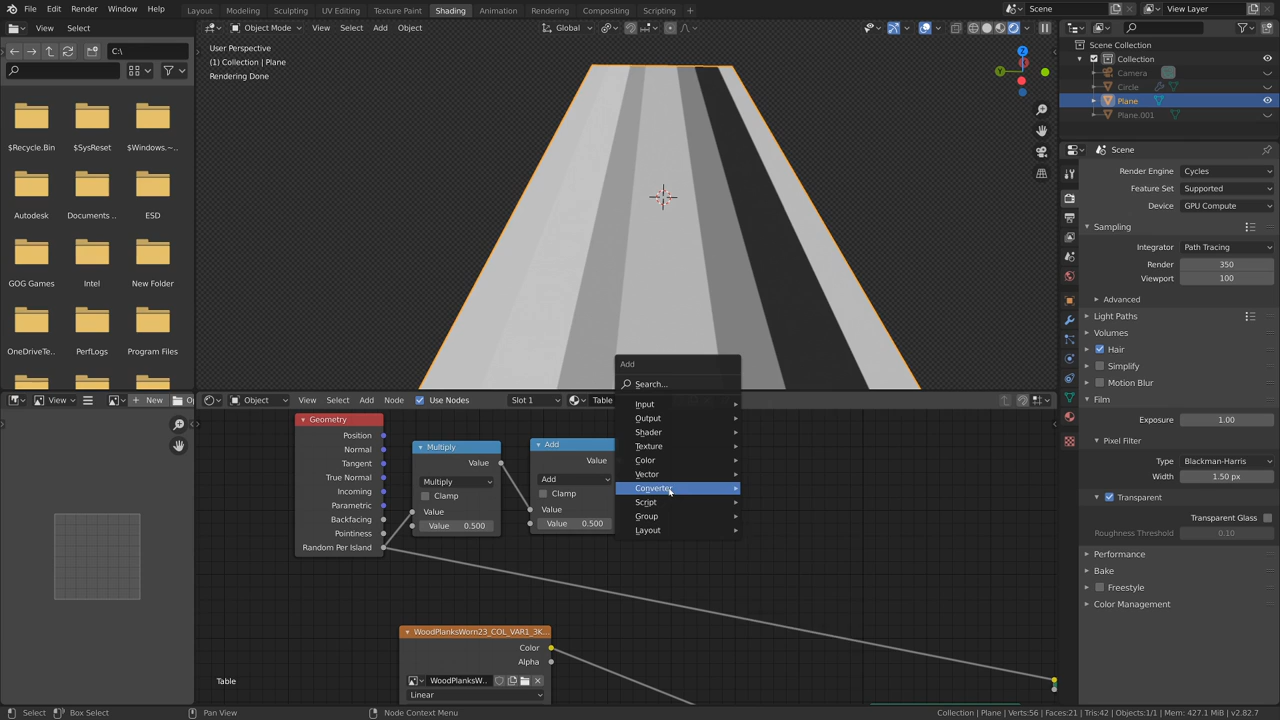 File Edit Render Window Help
Layout Modeling Sculpting UV Editing Texture Paint Shading Animation Rendering Compositing Scripting
Scene
View Layer
View Select
C:\
$Recycle.Bin $SysReset $Windows.~...
Autodesk Documents .. ESD
GOG Games Intel New Folder
OneDriveTe... PerfLogs Program Files
View
New
Op
Object Mode View Select Add Object
Global
User Perspective
(1) Collection | Plane
Rendering Done
Z
Y
Object View Select Add Node Use Nodes Slot 1 Table
Geometry
Position
Normal
Tangent
True Normal
Incoming
Parametric
Backfacing
Pointiness
Random Per Island
Multiply
Value
Multiply
Clamp
Value
Value 0.500
Add
Value
Add
Clamp
Value
Value 0.500
Add
Search...
Input
Output
Shader
Texture
Color
Vector
Converter
Script
Group
Layout
WoodPlanksWorn23_COL_VAR1_3K...
Color
Alpha
WoodPlanksW..
Linear
Table
Scene Collection
Collection
Camera
Circle
Plane
Plane.001
Scene
Render Engine Cycles
Feature Set Supported
Device GPU Compute
Sampling
Integrator Path Tracing
Render 350
Viewport 100
Advanced
Light Paths
Volumes
Hair
Simplify
Motion Blur
Film
Exposure 1.00
Pixel Filter
Type Blackman-Harris
Width 1.50 px
Transparent
Transparent Glass
Roughness Threshold 0.10
Performance
Bake
Freestyle
Color Management
Select Box Select Pan View Node Context Menu Collection | Plane | Verts:56 | Faces:21 | Tris:42 | Objects:1/1 | Mem: 427.1 MiB | v2.82.7